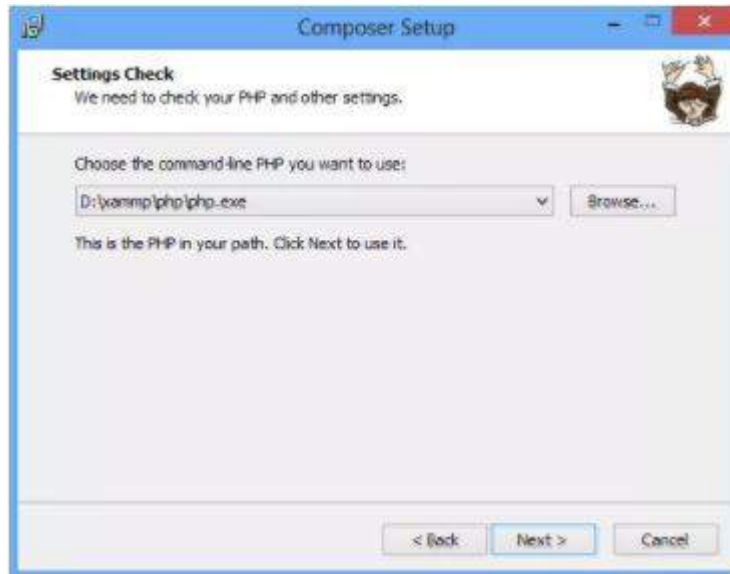 Composer Setup
Settings Check
We need to check your PHP and other settings.
Choose the command-line PHP you want to use:
D:\xammp\php\php.exe
Browse...
This is the PHP in your path. Click Next to use it.
< Back
Next >
Cancel